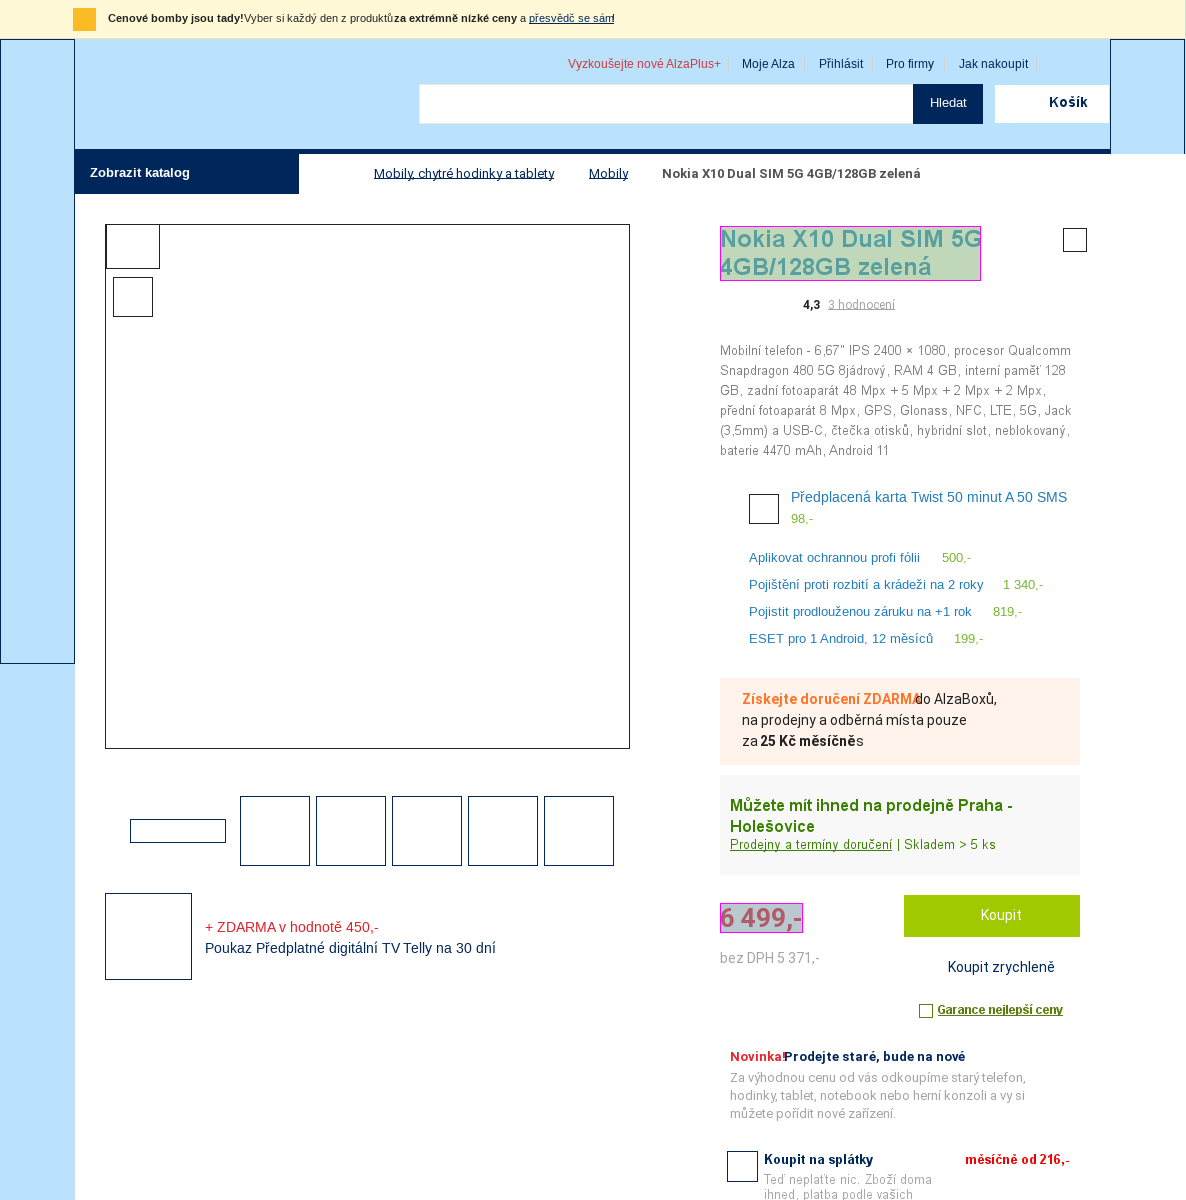 Cenové bomby jsou tady!Vyber si každý den z produktů za extrémně nízké ceny a přesvědč se sám!
Vyzkoušejte nové AlzaPlus+
Moje Alza
Přihlásit
Pro firmy
Jak nakoupit
Hledat
Košík
Zobrazit katalog
Mobily, chytré hodinky a tablety
Mobily
Nokia X10 Dual SIM 5G 4GB/128GB zelená
Nokia X10 Dual SIM 5G
4GB/128GB zelená
4,3 3 hodnocení
Mobilní telefon - 6,67" IPS 2400 × 1080, procesor Qualcomm
Snapdragon 480 5G 8jádrový, RAM 4 GB, interní paměť 128
GB, zadní fotoaparát 48 Mpx + 5 Mpx + 2 Mpx + 2 Mpx,
přední fotoaparát 8 Mpx, GPS, Glonass, NFC, LTE, 5G, Jack
(3,5mm) a USB-C, čtečka otisků, hybridní slot, neblokovaný,
baterie 4470 mAh, Android 11
Předplacená karta Twist 50 minut A 50 SMS
98,-
Aplikovat ochrannou profi fólii 500,-
Pojištění proti rozbití a krádeži na 2 roky 1 340,-
Pojistit prodlouženou záruku na +1 rok 819,-
ESET pro 1 Android, 12 měsíců 199,-
Získejte doručení ZDARMA do AlzaBoxů,
na prodejny a odběrná místa pouze
za 25 Kč měsíčně s
Můžete mít ihned na prodejně Praha -
Holešovice
Prodejny a termíny doručení | Skladem > 5 ks
+ ZDARMA v hodnotě 450,-
Poukaz Předplatné digitální TV Telly na 30 dní
6 499,-
Koupit
bez DPH 5 371,-
Koupit zrychleně
Garance nejlepší ceny
Novinka! Prodejte staré, bude na nové
Za výhodnou cenu od vás odkoupíme starý telefon,
hodinky, tablet, notebook nebo herní konzoli a vy si
můžete pořídit nové zařízení.
Koupit na splátky měsíčně od 216,-
Teď neplaťte nic. Zboží doma
ihned, platba podle vašich